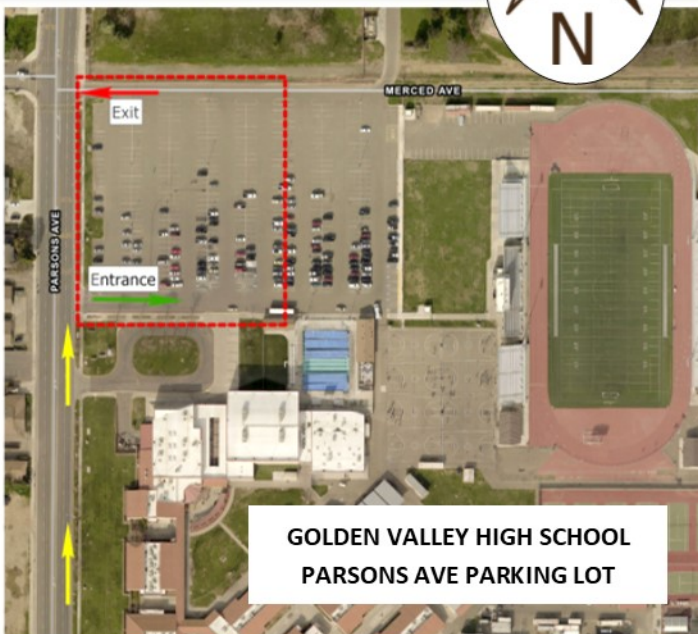 N
MERCED AVE
Exit
PARSONS AVE
Entrance
GOLDEN VALLEY HIGH SCHOOL
PARSONS AVE PARKING LOT